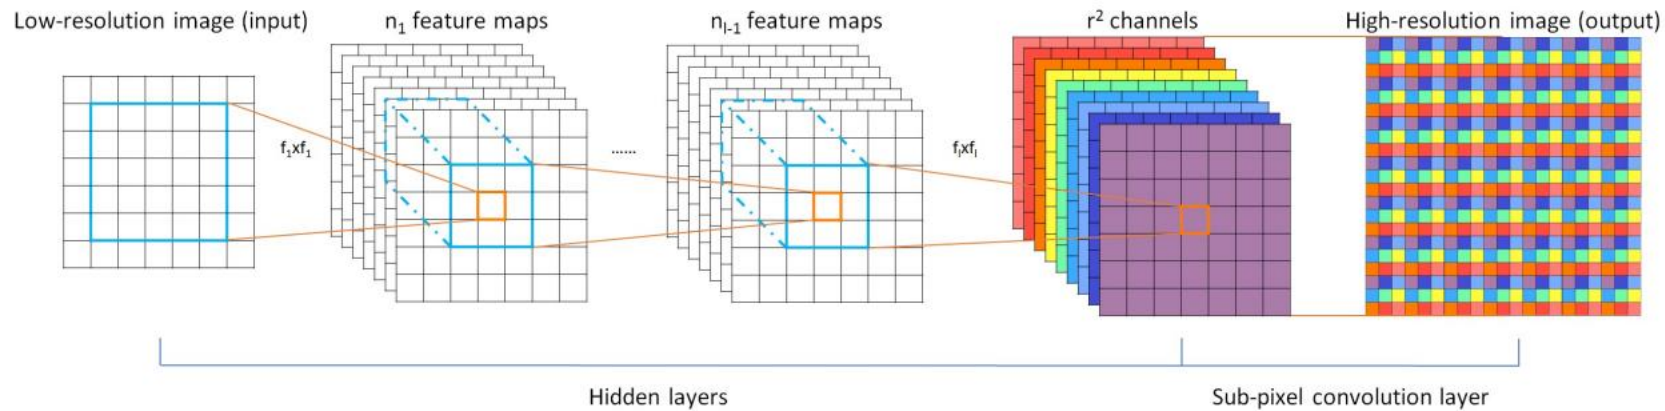 Low-resolution image (input)
n₁ feature maps
nₗ₋₁ feature maps
r² channels
High-resolution image (output)
f₁xf₁
......
fₗxfₗ
Hidden layers
Sub-pixel convolution layer